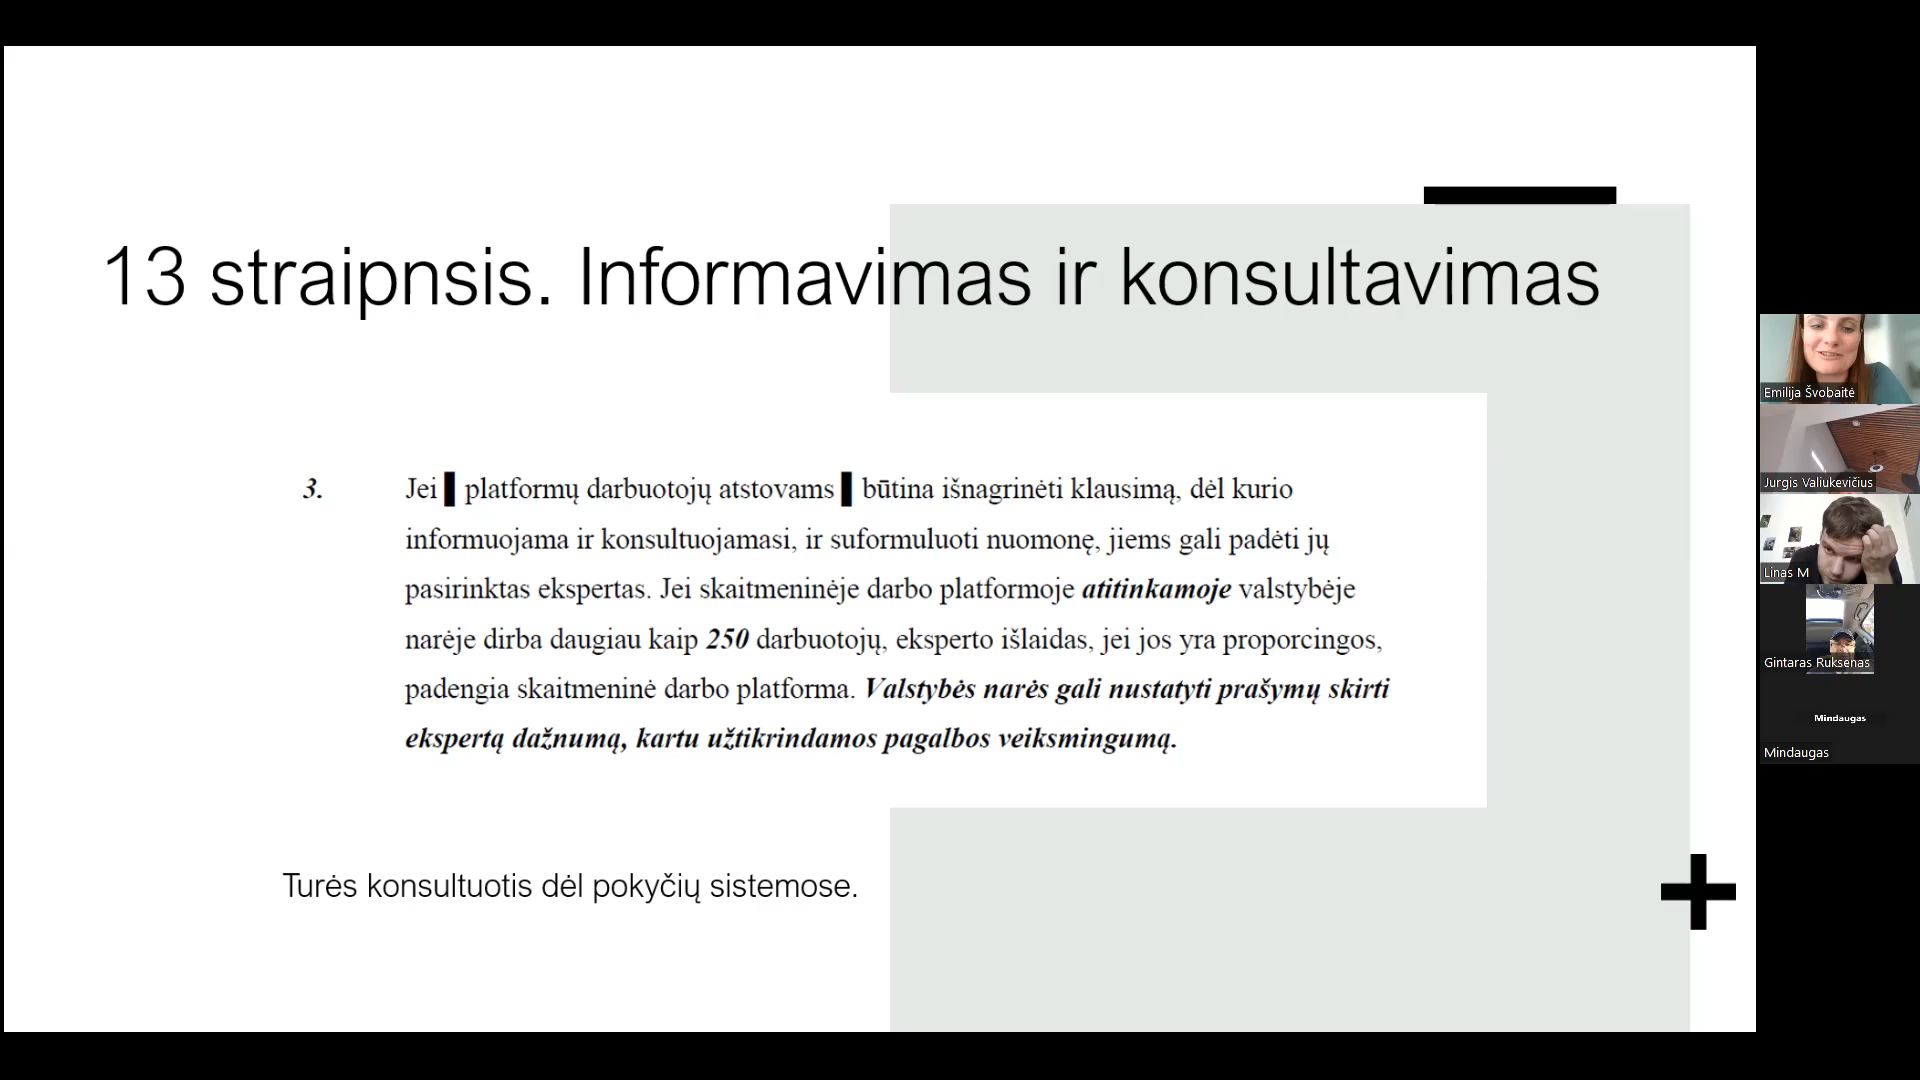 13 straipnsis. Informavimas ir konsultavimas
3. Jei ▌ platformų darbuotojų atstovams ▌ būtina išnagrinėti klausimą, dėl kurio
informuojama ir konsultuojamasi, ir suformuluoti nuomonę, jiems gali padėti jų
pasirinktas ekspertas. Jei skaitmeninėje darbo platformoje atitinkamoje valstybėje
narėje dirba daugiau kaip 250 darbuotojų, eksperto išlaidas, jei jos yra proporcingos,
padengia skaitmeninė darbo platforma. Valstybės narės gali nustatyti prašymų skirti
ekspertą dažnumą, kartu užtikrindamos pagalbos veiksmingumą.
Turės konsultuotis dėl pokyčių sistemose.
Emilija Švobaitė
Jurgis Valiukevičius
Linas M
Gintaras Ruksenas
Mindaugas
Mindaugas